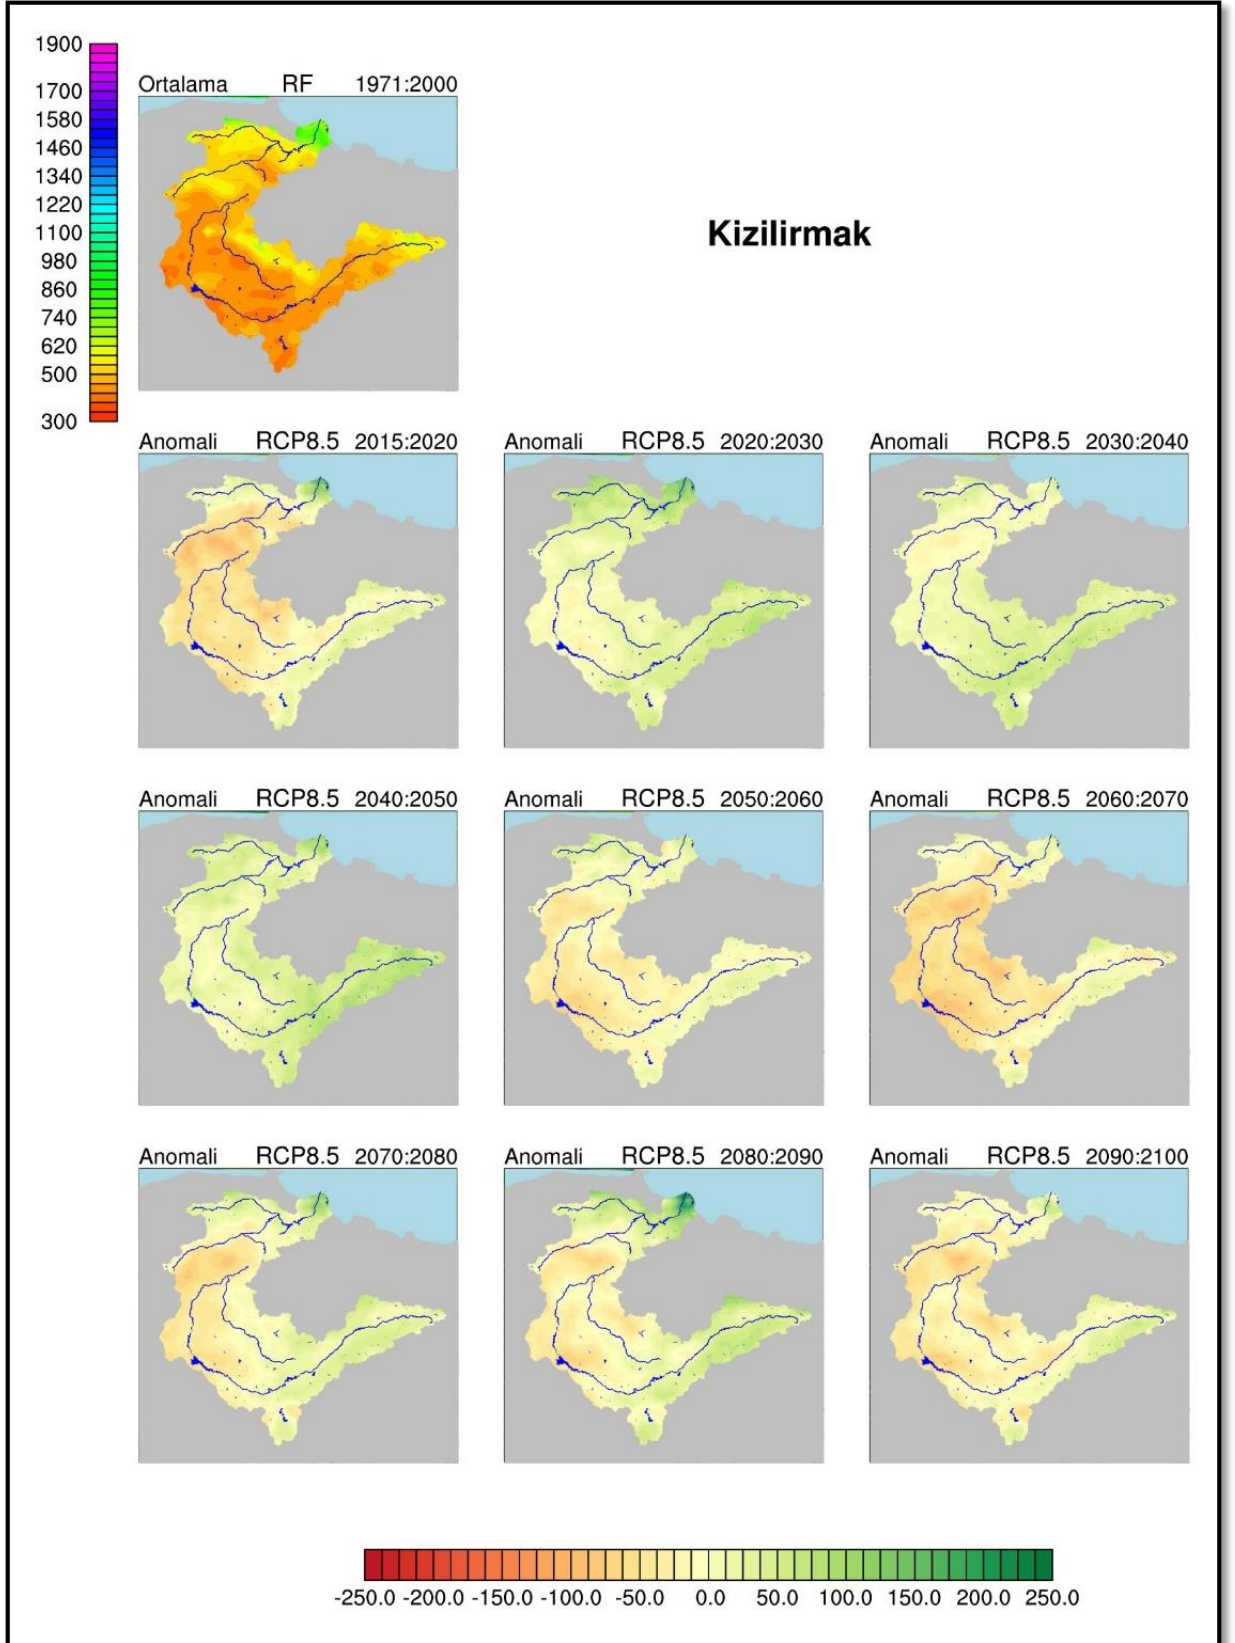 1900
1700
1580
1460
1340
1220
1100
980
860
740
620
500
300
Ortalama RF 1971:2000
Kizilirmak
Anomali RCP8.5 2015:2020
Anomali RCP8.5 2020:2030
Anomali RCP8.5 2030:2040
Anomali RCP8.5 2040:2050
Anomali RCP8.5 2050:2060
Anomali RCP8.5 2060:2070
Anomali RCP8.5 2070:2080
Anomali RCP8.5 2080:2090
Anomali RCP8.5 2090:2100
-250.0 -200.0 -150.0 -100.0 -50.0 0.0 50.0 100.0 150.0 200.0 250.0